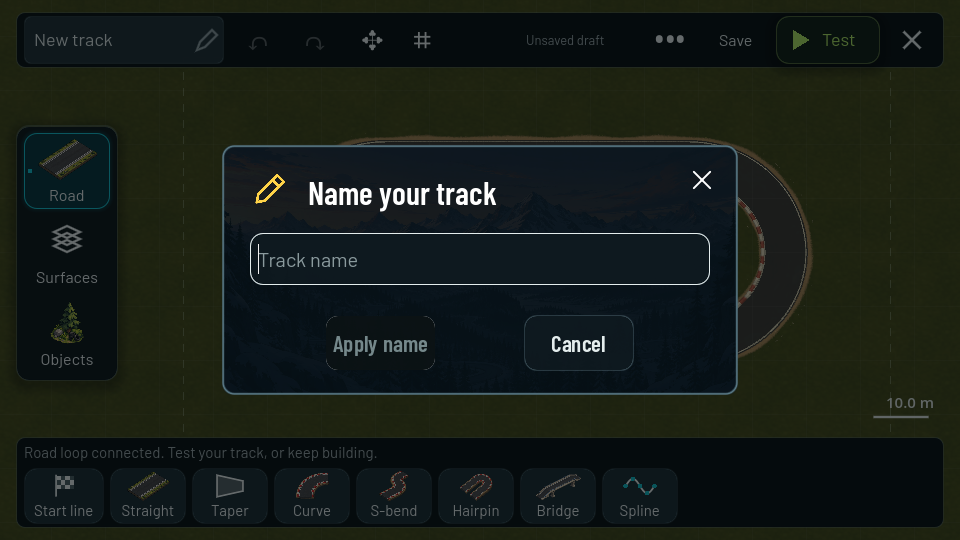 New track
Unsaved draft
Save
Test
Road
Surfaces
Objects
Name your track
Track name
Apply name
Cancel
10.0 m
Road loop connected. Test your track, or keep building.
Start line
Straight
Taper
Curve
S-bend
Hairpin
Bridge
Spline